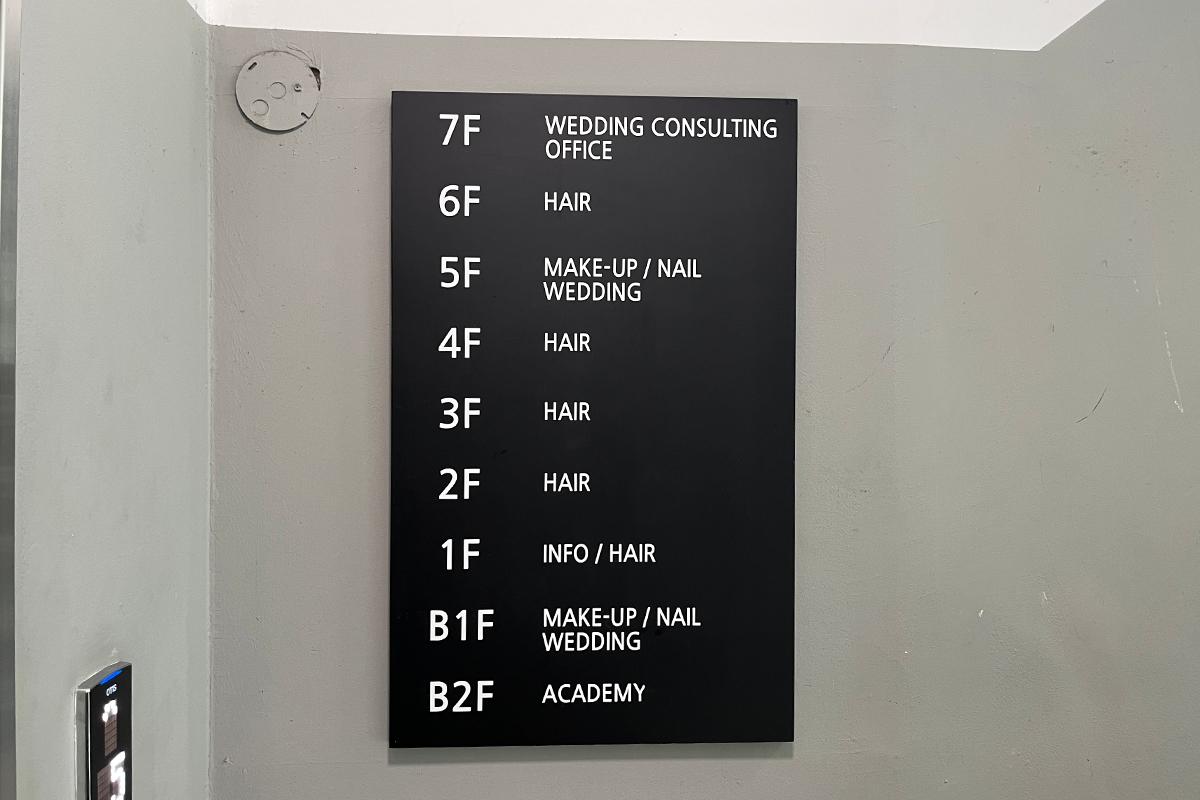 7F WEDDING CONSULTING
OFFICE
6F HAIR
5F MAKE-UP / NAIL
WEDDING
4F HAIR
3F HAIR
2F HAIR
1F INFO / HAIR
B1F MAKE-UP / NAIL
WEDDING
B2F ACADEMY
OTIS